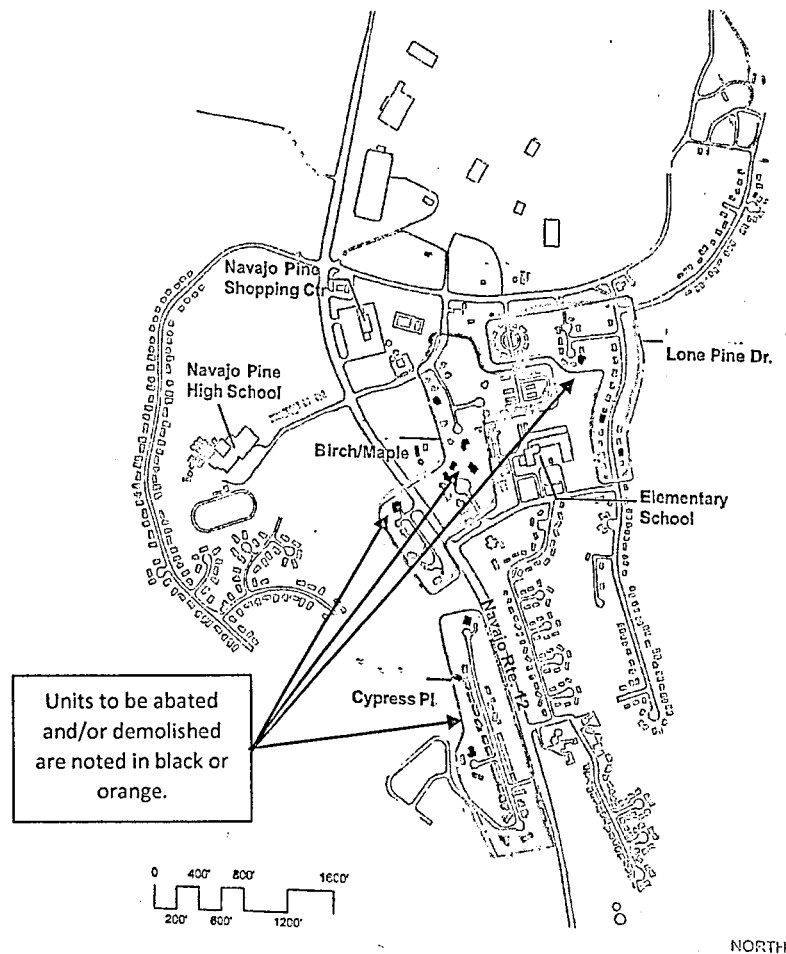 Navajo Pine
Shopping Ctr
Navajo Pine
High School
Lone Pine Dr.
Birch/Maple
Elementary
School
Navajo Rte. 12
Cypress Pl.
Units to be abated
and/or demolished
are noted in black or
orange.
0 400' 800' 1600'
200' 600' 1200'
NORTH